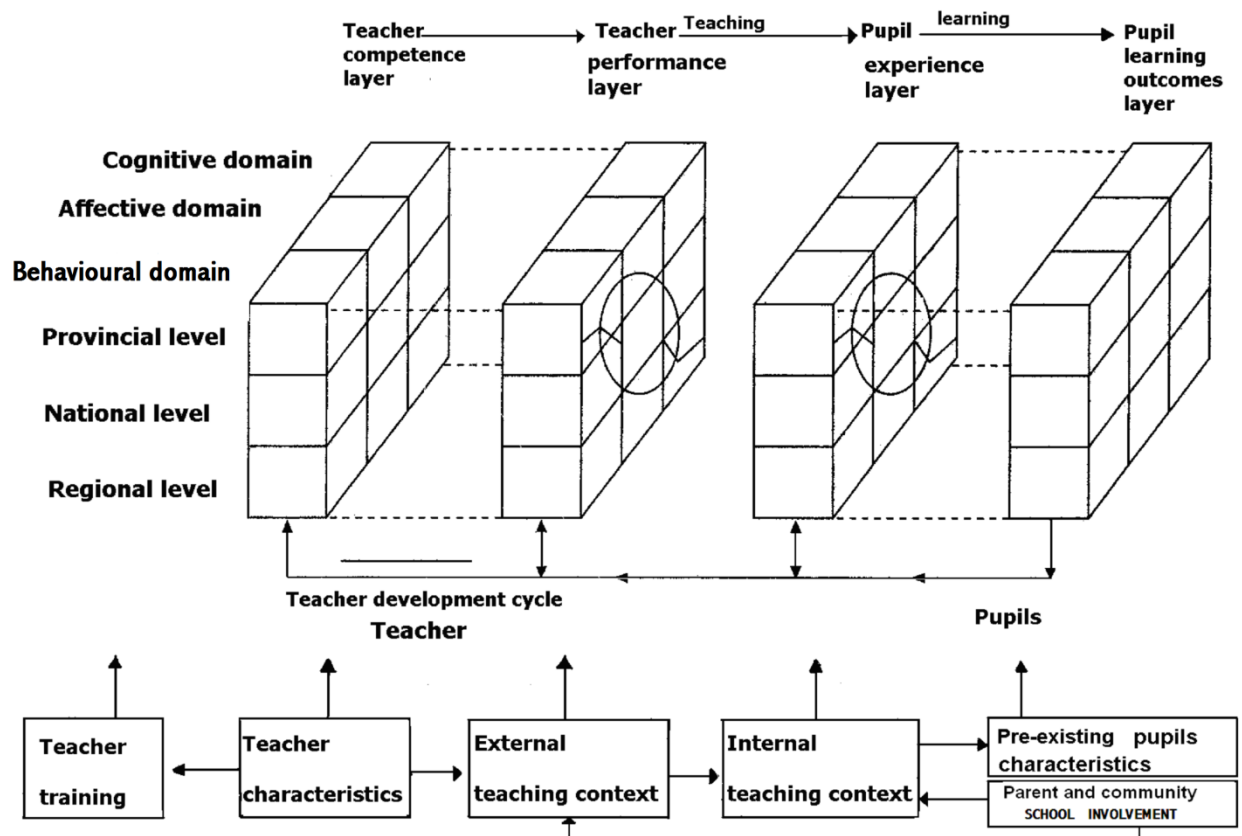 Teacher
competence
layer
Teacher
performance
layer
Teaching
Pupil
experience
layer
learning
Pupil
learning
outcomes
layer
Cognitive domain
Affective domain
Behavioural domain
Provincial level
National level
Regional level
Teacher development cycle
Teacher
Pupils
Teacher
training
Teacher
characteristics
External
teaching context
Internal
teaching context
Pre-existing pupils
characteristics
Parent and community
SCHOOL INVOLVEMENT